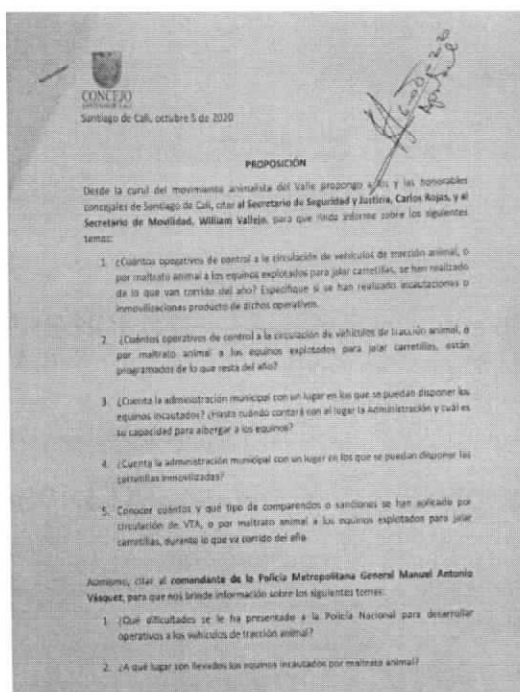 CONCEJO
Santiago de Cali, octubre 5 de 2020
PROPOSICIÓN
Desde la curul del movimiento animalista del Valle propongo a los y las honorables
concejales de Santiago de Cali, citar al Secretario de Seguridad y Justicia, Carlos Rojas, y al
Secretario de Movilidad, William Vallejo, para que rinda informe sobre los siguientes
temas:
1. ¿Cuántos operativos de control a la circulación de vehículos de tracción animal, o
por maltrato animal a los equinos explotados para jalar carretillas, se han realizado
de lo que van corrido del año? Especifique si se han realizado incautaciones o
inmovilizaciones producto de dichos operativos.
2. ¿Cuántos operativos de control a la circulación de vehículos de tracción animal, o
por maltrato animal a los equinos explotados para jalar carretillas, están
programados de lo que resta del año?
3. ¿Cuenta la administración municipal con un lugar en los que se puedan disponer los
equinos incautados? ¿Hasta cuándo contará con el lugar la Administración y cuál es
su capacidad para albergar a los equinos?
4. ¿Cuenta la administración municipal con un lugar en los que se puedan disponer las
carretillas inmovilizadas?
5. Conocer cuántos y qué tipo de comparendos o sanciones se han aplicado por
circulación de VTA, o por maltrato animal a los equinos explotados para jalar
carretillas, durante lo que va corrido del año.
Asimismo, citar al comandante de la Policía Metropolitana General Manuel Antonio
Vásquez, para que nos brinde información sobre los siguientes temas:
1. ¿Qué dificultades se le ha presentado a la Policía Nacional para desarrollar
operativos a los vehículos de tracción animal?
2. ¿A qué lugar son llevados los equinos incautados por maltrato animal?